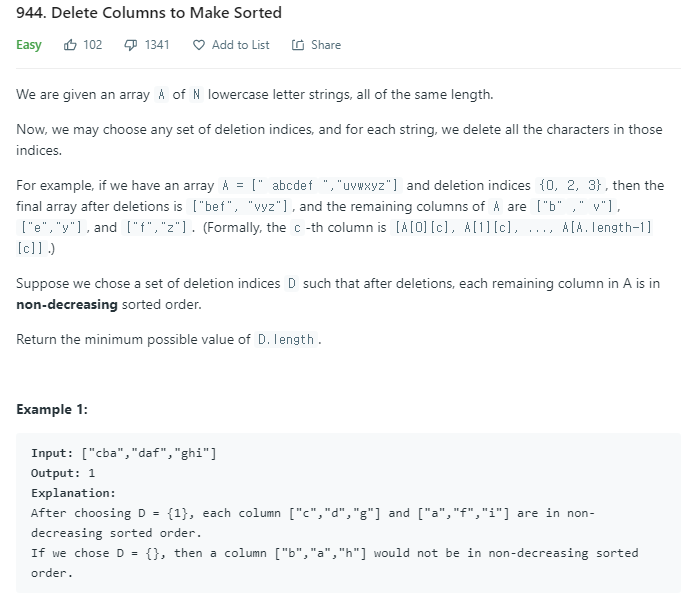 944. Delete Columns to Make Sorted
Easy 102 1341 Add to List Share
We are given an array A of N lowercase letter strings, all of the same length.
Now, we may choose any set of deletion indices, and for each string, we delete all the characters in those
indices.
For example, if we have an array A = [" abcdef ","uvwxyz"] and deletion indices {0, 2, 3}, then the
final array after deletions is ["bef", "vyz"], and the remaining columns of A are ["b" ," v"],
["e","y"], and ["f","z"]. (Formally, the c -th column is [A[0][c], A[1][c], ..., A[A.length-1]
[c]].)
Suppose we chose a set of deletion indices D such that after deletions, each remaining column in A is in
non-decreasing sorted order.
Return the minimum possible value of D.length.
Example 1:
Input: ["cba","daf","ghi"]
Output: 1
Explanation:
After choosing D = {1}, each column ["c","d","g"] and ["a","f","i"] are in non-
decreasing sorted order.
If we chose D = {}, then a column ["b","a","h"] would not be in non-decreasing sorted
order.